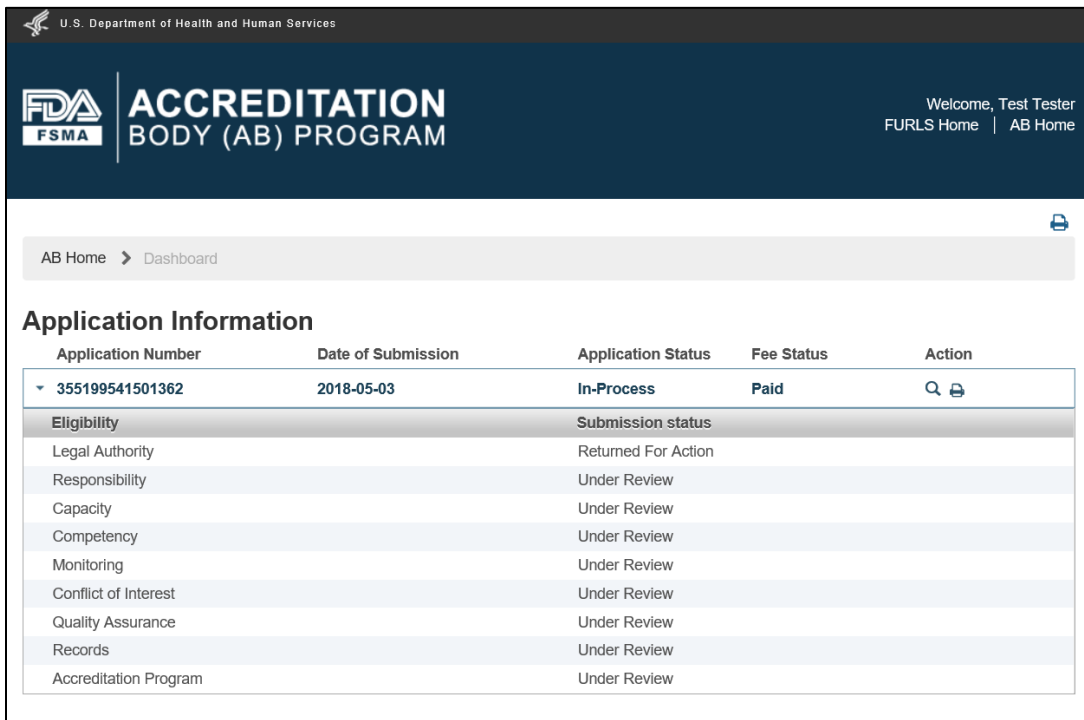 U.S. Department of Health and Human Services
FDA
FSMA
ACCREDITATION
BODY (AB) PROGRAM
Welcome, Test Tester
FURLS Home | AB Home
AB Home > Dashboard
Application Information
Application Number Date of Submission Application Status Fee Status Action
355199541501362 2018-05-03 In-Process Paid
Eligibility Submission status
Legal Authority Returned For Action
Responsibility Under Review
Capacity Under Review
Competency Under Review
Monitoring Under Review
Conflict of Interest Under Review
Quality Assurance Under Review
Records Under Review
Accreditation Program Under Review